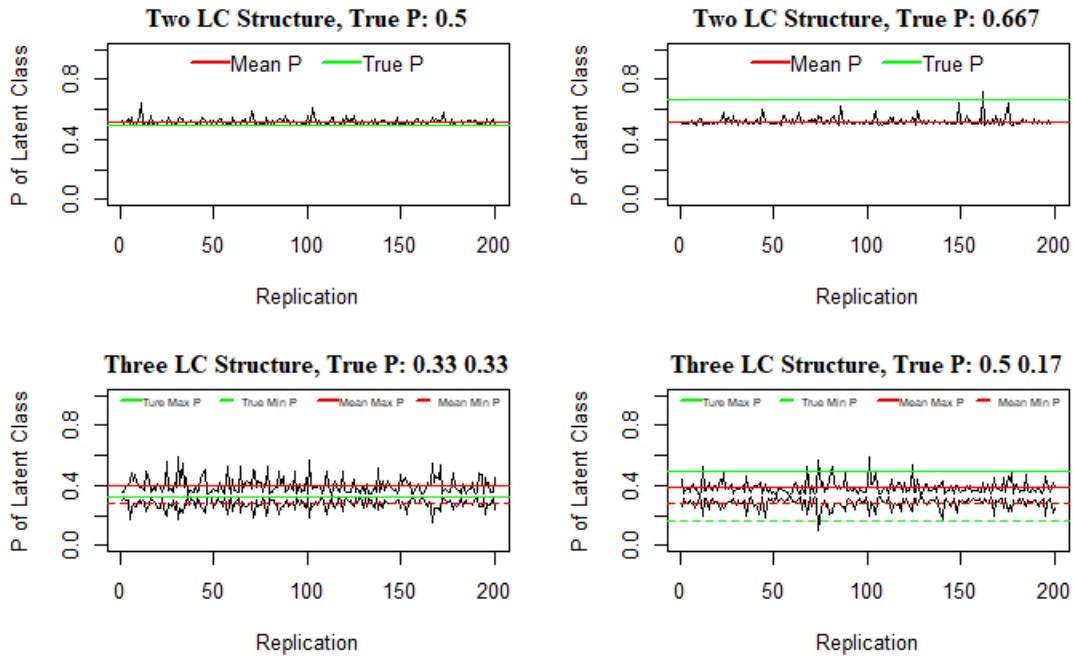 Two LC Structure, True P: 0.5
P of Latent Class
0.0 0.4 0.8
Mean P True P
0 50 100 150 200
Replication
Two LC Structure, True P: 0.667
P of Latent Class
0.0 0.4 0.8
Mean P True P
0 50 100 150 200
Replication
Three LC Structure, True P: 0.33 0.33
P of Latent Class
0.0 0.4 0.8
Ture Max P True Min P Mean Max P Mean Min P
0 50 100 150 200
Replication
Three LC Structure, True P: 0.5 0.17
P of Latent Class
0.0 0.4 0.8
Ture Max P True Min P Mean Max P Mean Min P
0 50 100 150 200
Replication